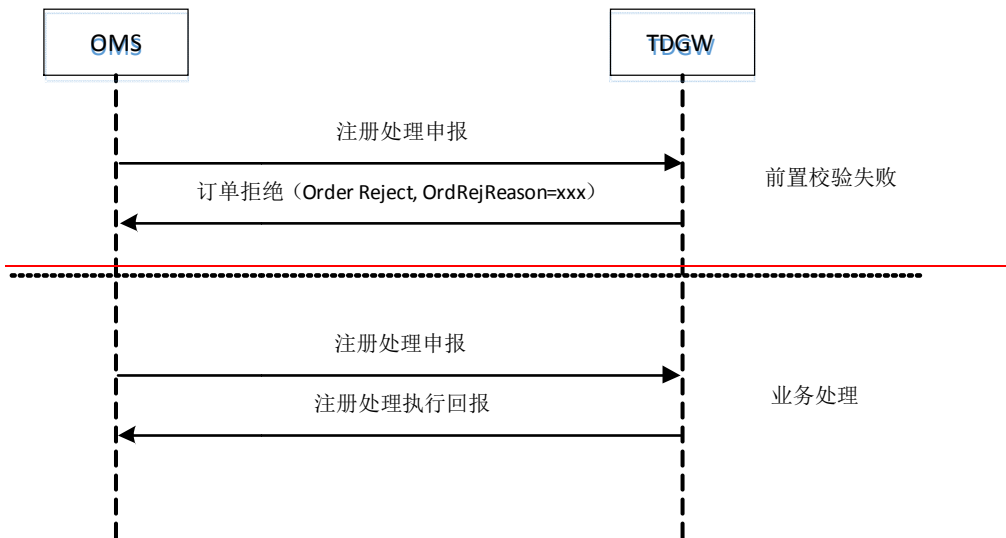 OMS
TDGW
注册处理申报
前置校验失败
订单拒绝（Order Reject, OrdRejReason=xxx）
注册处理申报
业务处理
注册处理执行回报